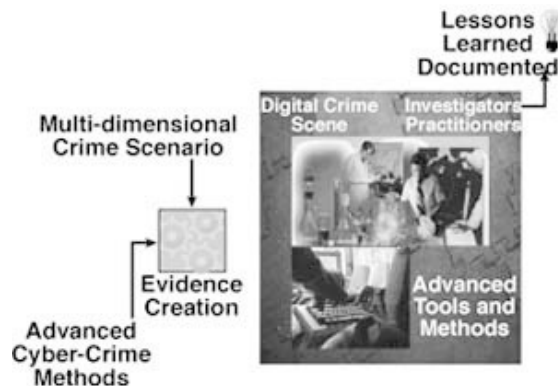 Lessons
Learned
Documented
Digital Crime
Scene
Investigators
Practitioners
Multi-dimensional
Crime Scenario
Evidence
Creation
Advanced
Tools and
Methods
Advanced
Cyber-Crime
Methods